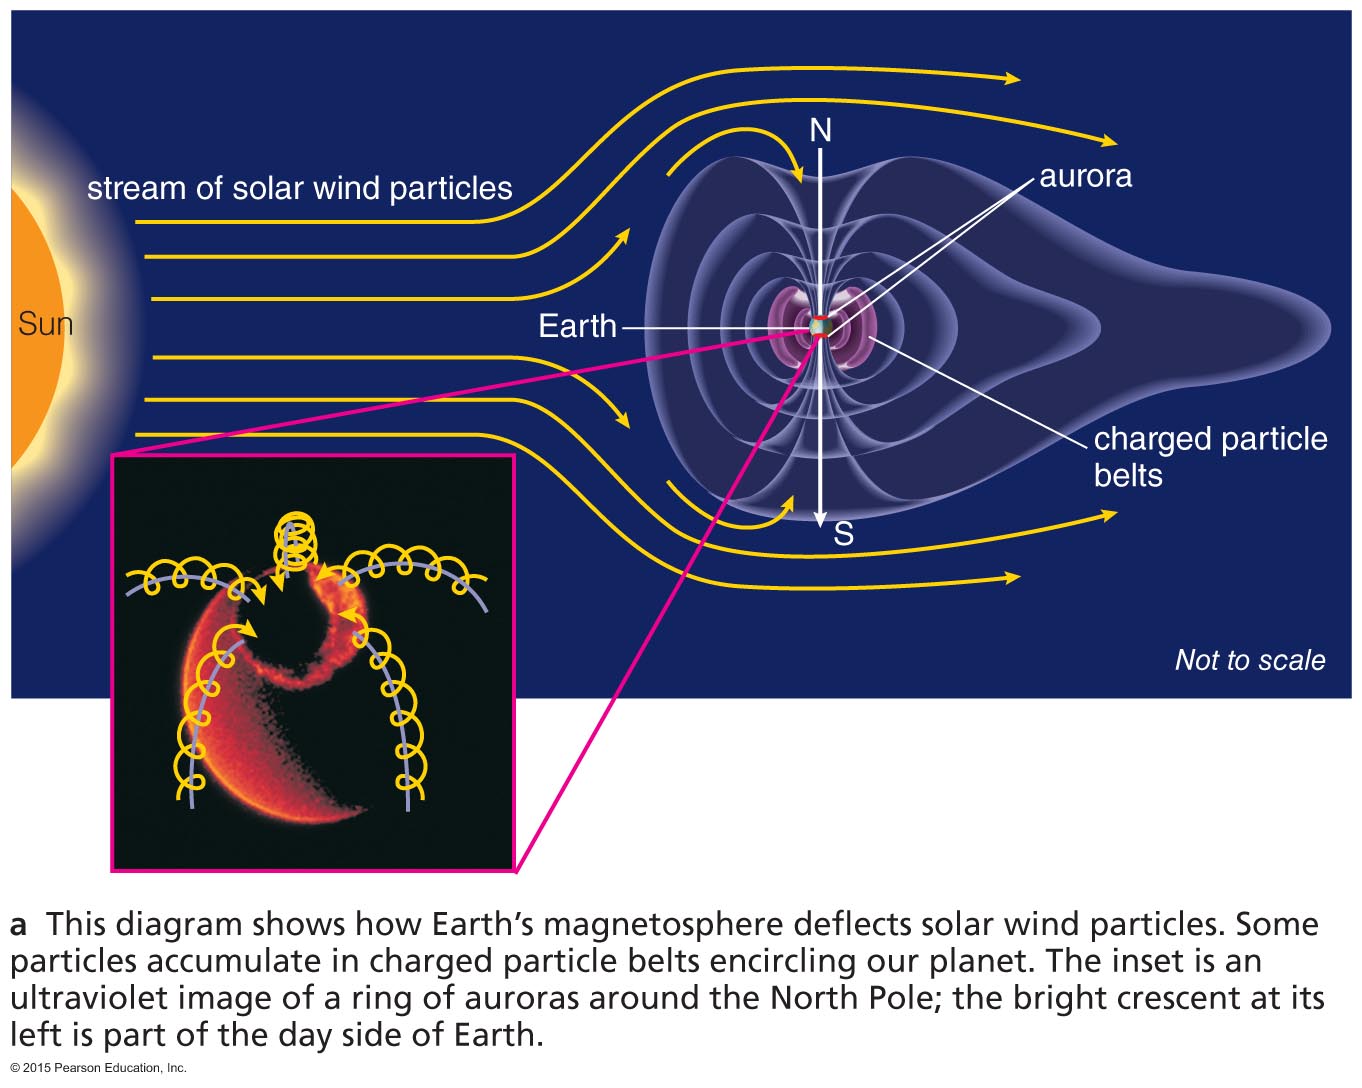 N
stream of solar wind particles
aurora
Sun
Earth
charged particle
belts
S
Not to scale
a This diagram shows how Earth’s magnetosphere deflects solar wind particles. Some
particles accumulate in charged particle belts encircling our planet. The inset is an
ultraviolet image of a ring of auroras around the North Pole; the bright crescent at its
left is part of the day side of Earth.
© 2015 Pearson Education, Inc.